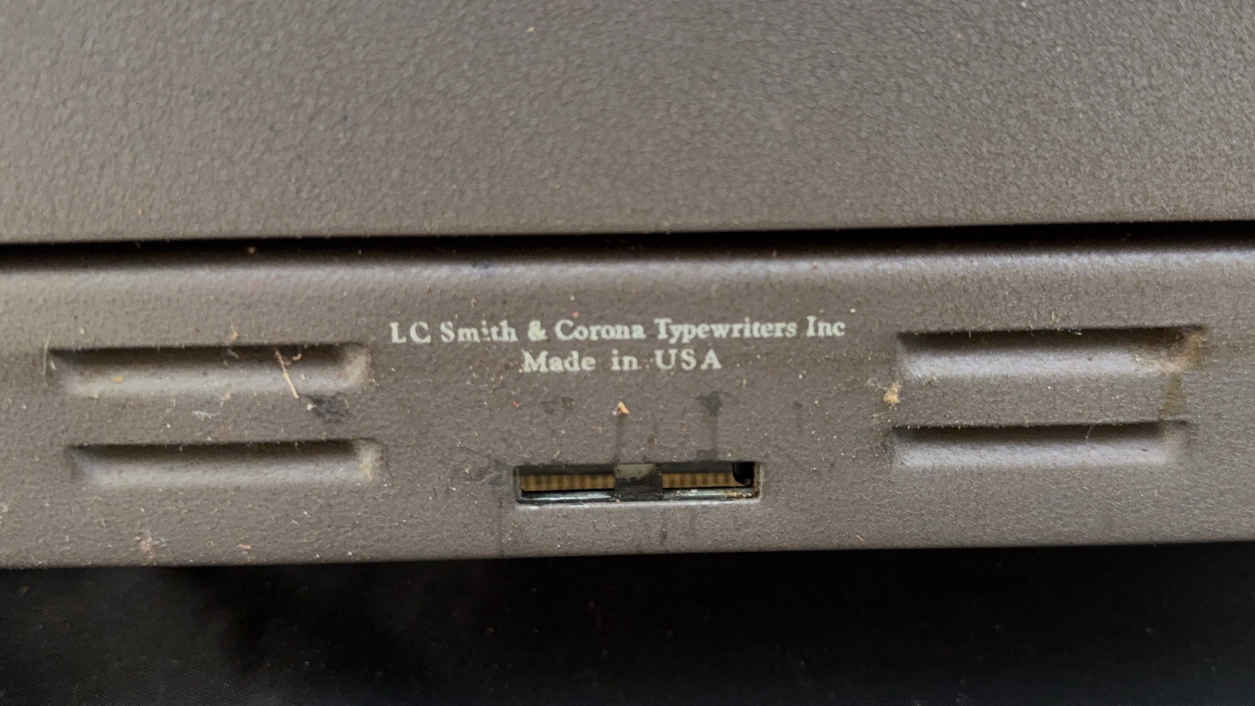 LC Smith & Corona Typewriters Inc
Made in USA